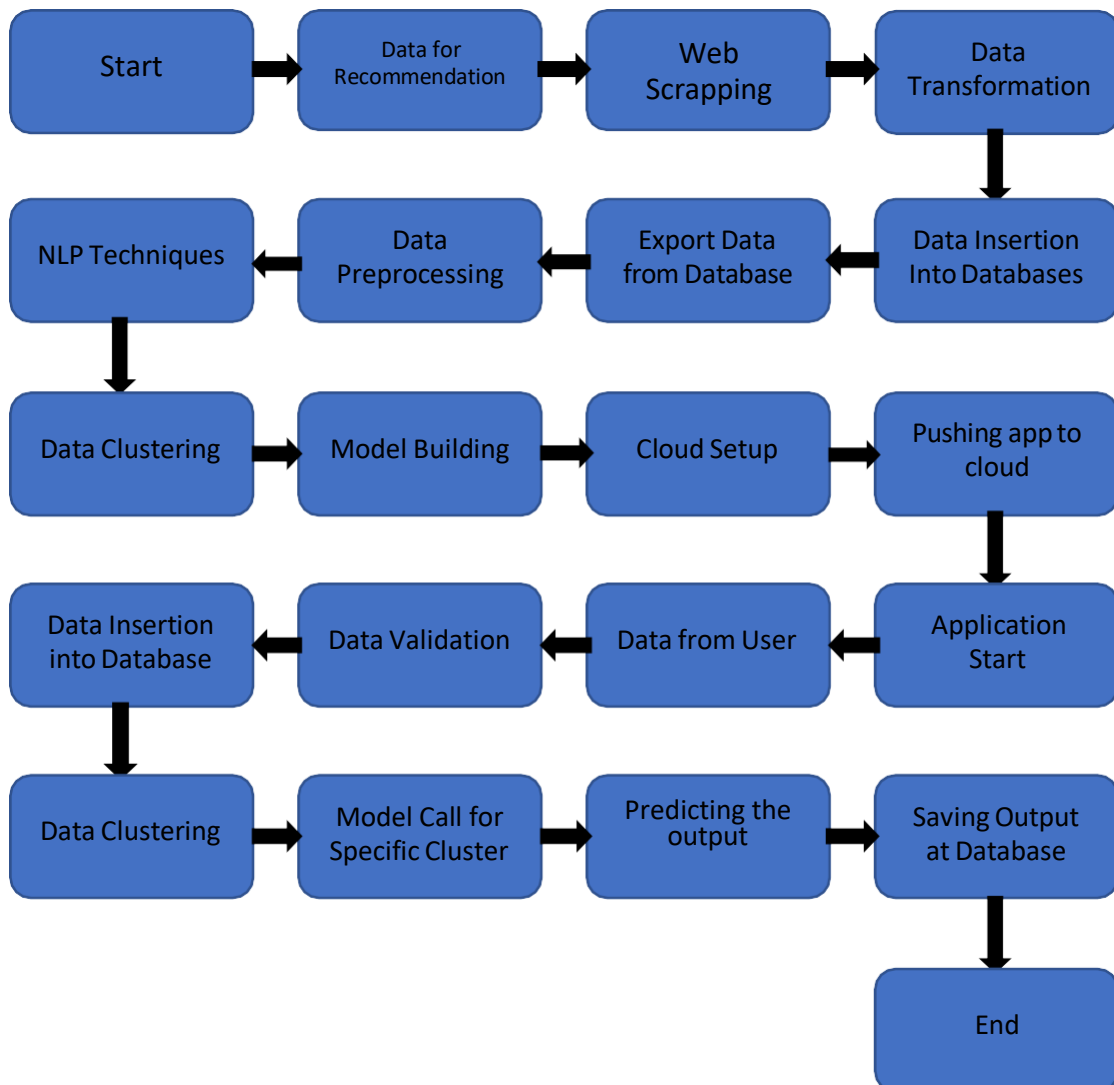 Start
Data for
Recommendation
Web
Scrapping
Data
Transformation
NLP Techniques
Data
Preprocessing
Export Data
from Database
Data Insertion
Into Databases
Data Clustering
Model Building
Cloud Setup
Pushing app to
cloud
Data Insertion
into Database
Data Validation
Data from User
Application
Start
Data Clustering
Model Call for
Specific Cluster
Predicting the
output
Saving Output
at Database
End